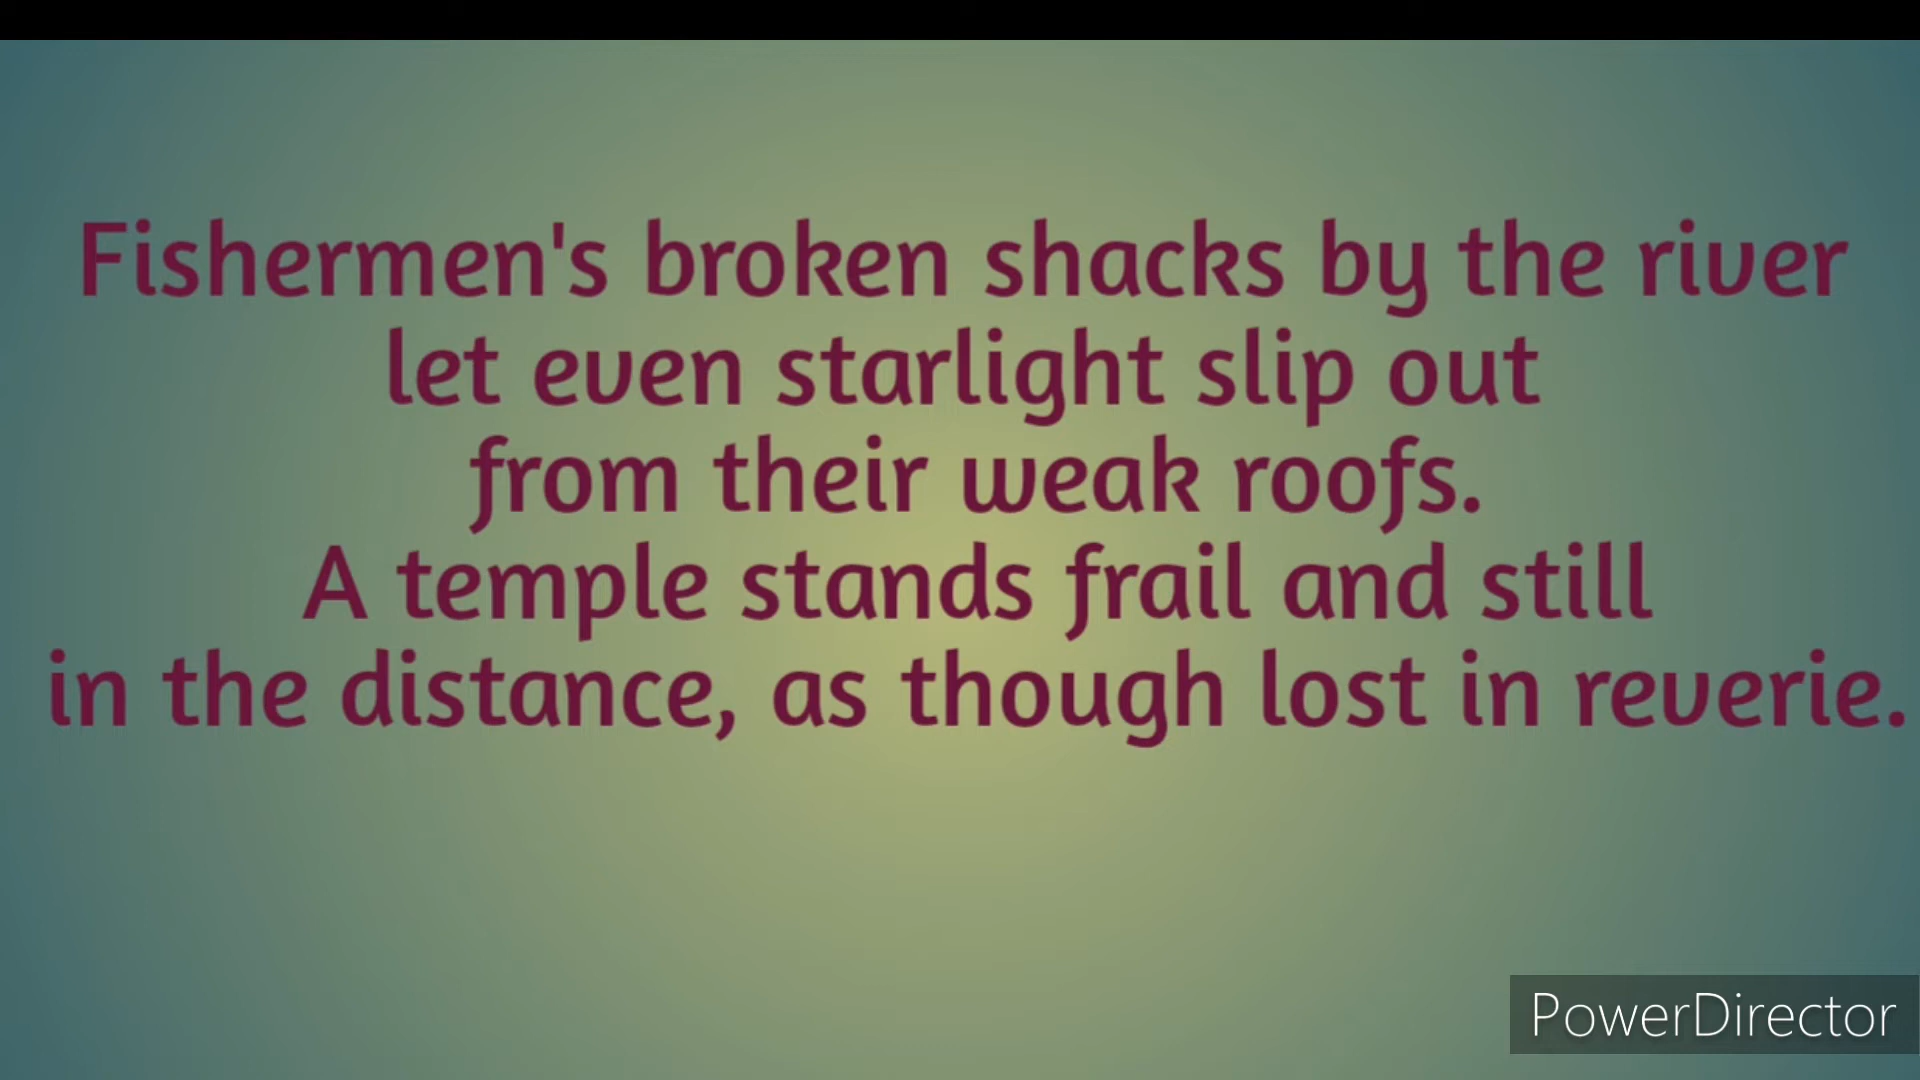 Fishermen's broken shacks by the river
let even starlight slip out
from their weak roofs.
A temple stands frail and still
in the distance, as though lost in reverie.
PowerDirector